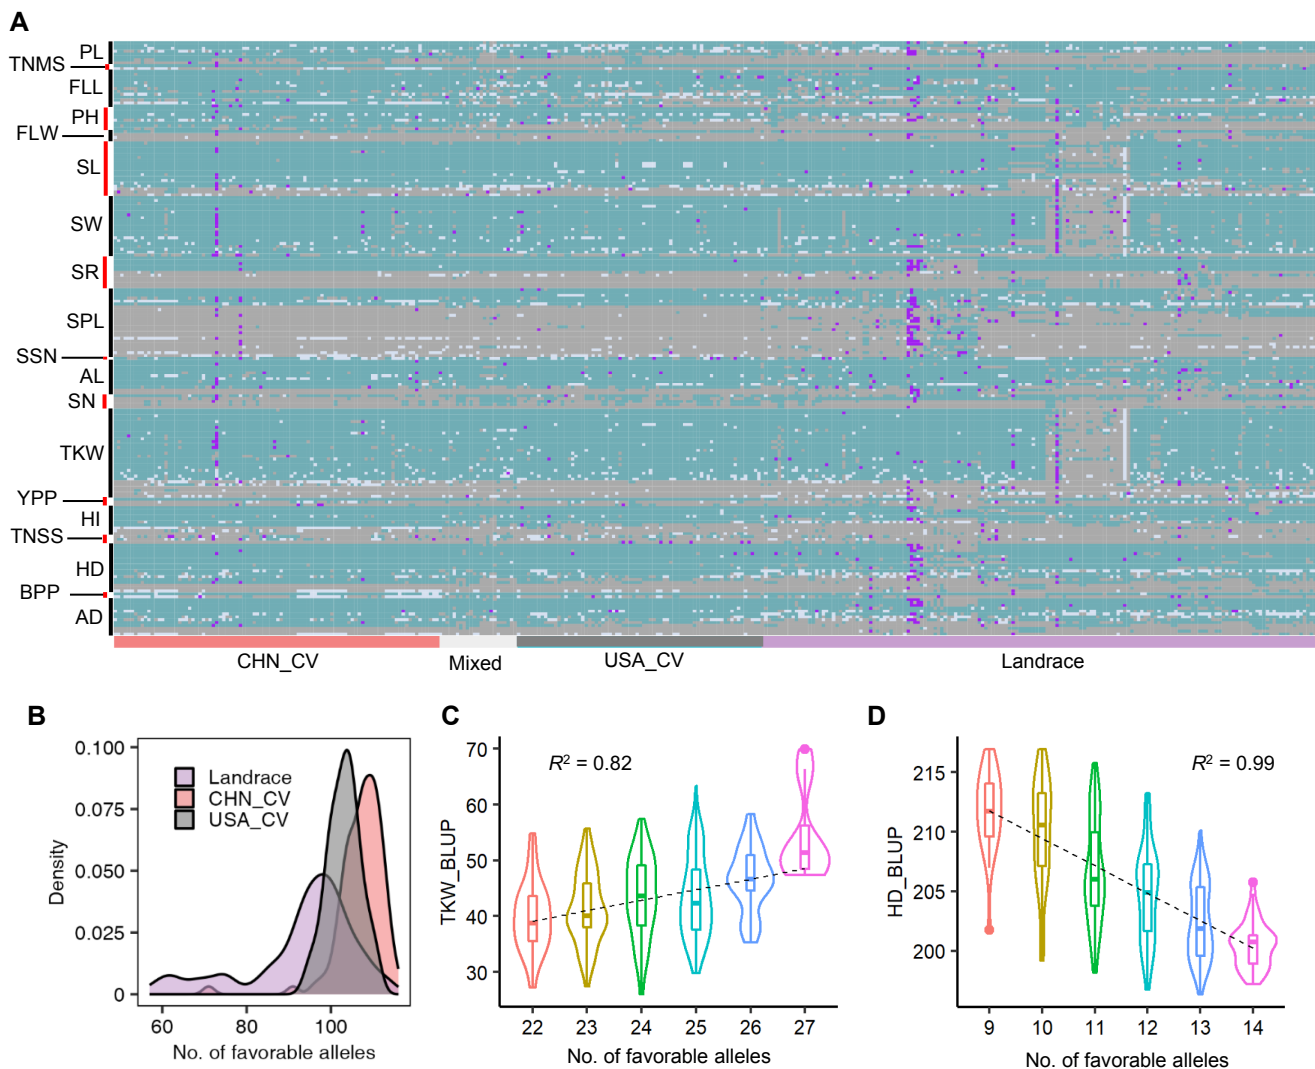 A
PL
TNMS
FLL
PH
FLW
SL
SW
SR
SPL
SSN
AL
SN
TKW
YPP
HI
TNSS
HD
BPP
AD
CHN_CV
Mixed
USA_CV
Landrace
B
0.100
0.075
0.050
0.025
0
Density
Landrace
CHN_CV
USA_CV
60
80
100
No. of favorable alleles
C
70
60
50
40
30
TKW_BLUP
R² = 0.82
22
23
24
25
26
27
No. of favorable alleles
D
215
210
205
200
HD_BLUP
R² = 0.99
9
10
11
12
13
14
No. of favorable alleles